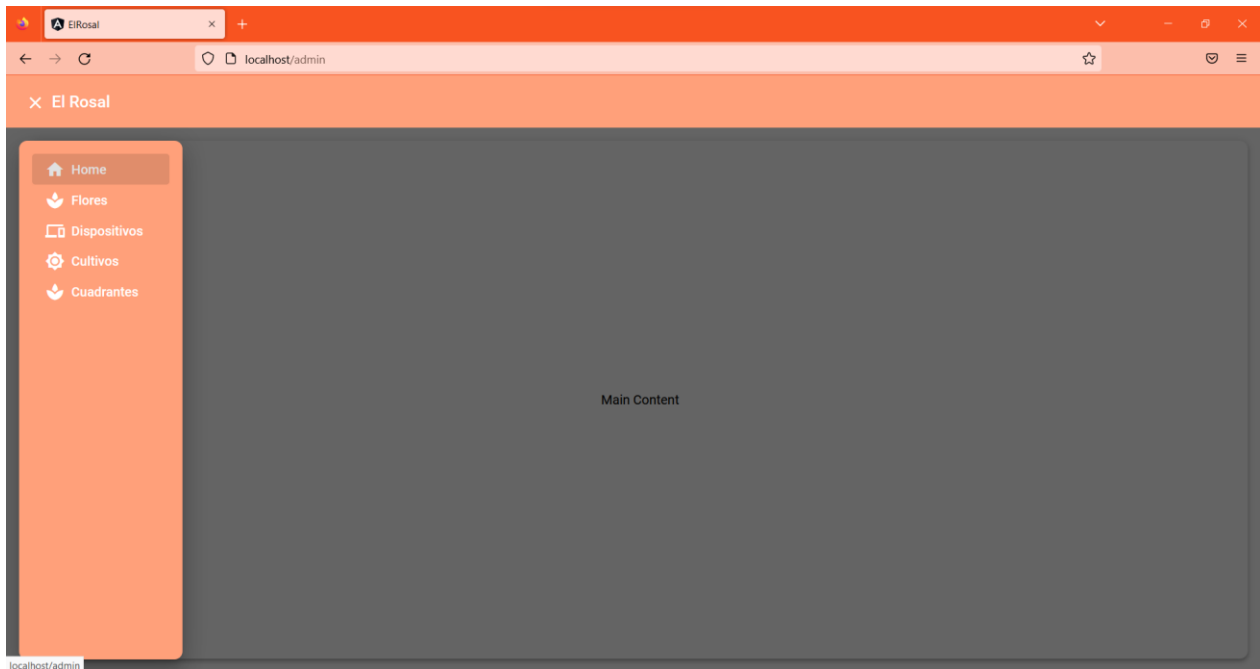 ElRosal
localhost/admin
El Rosal
Home
Flores
Dispositivos
Cultivos
Cuadrantes
Main Content
localhost/admin